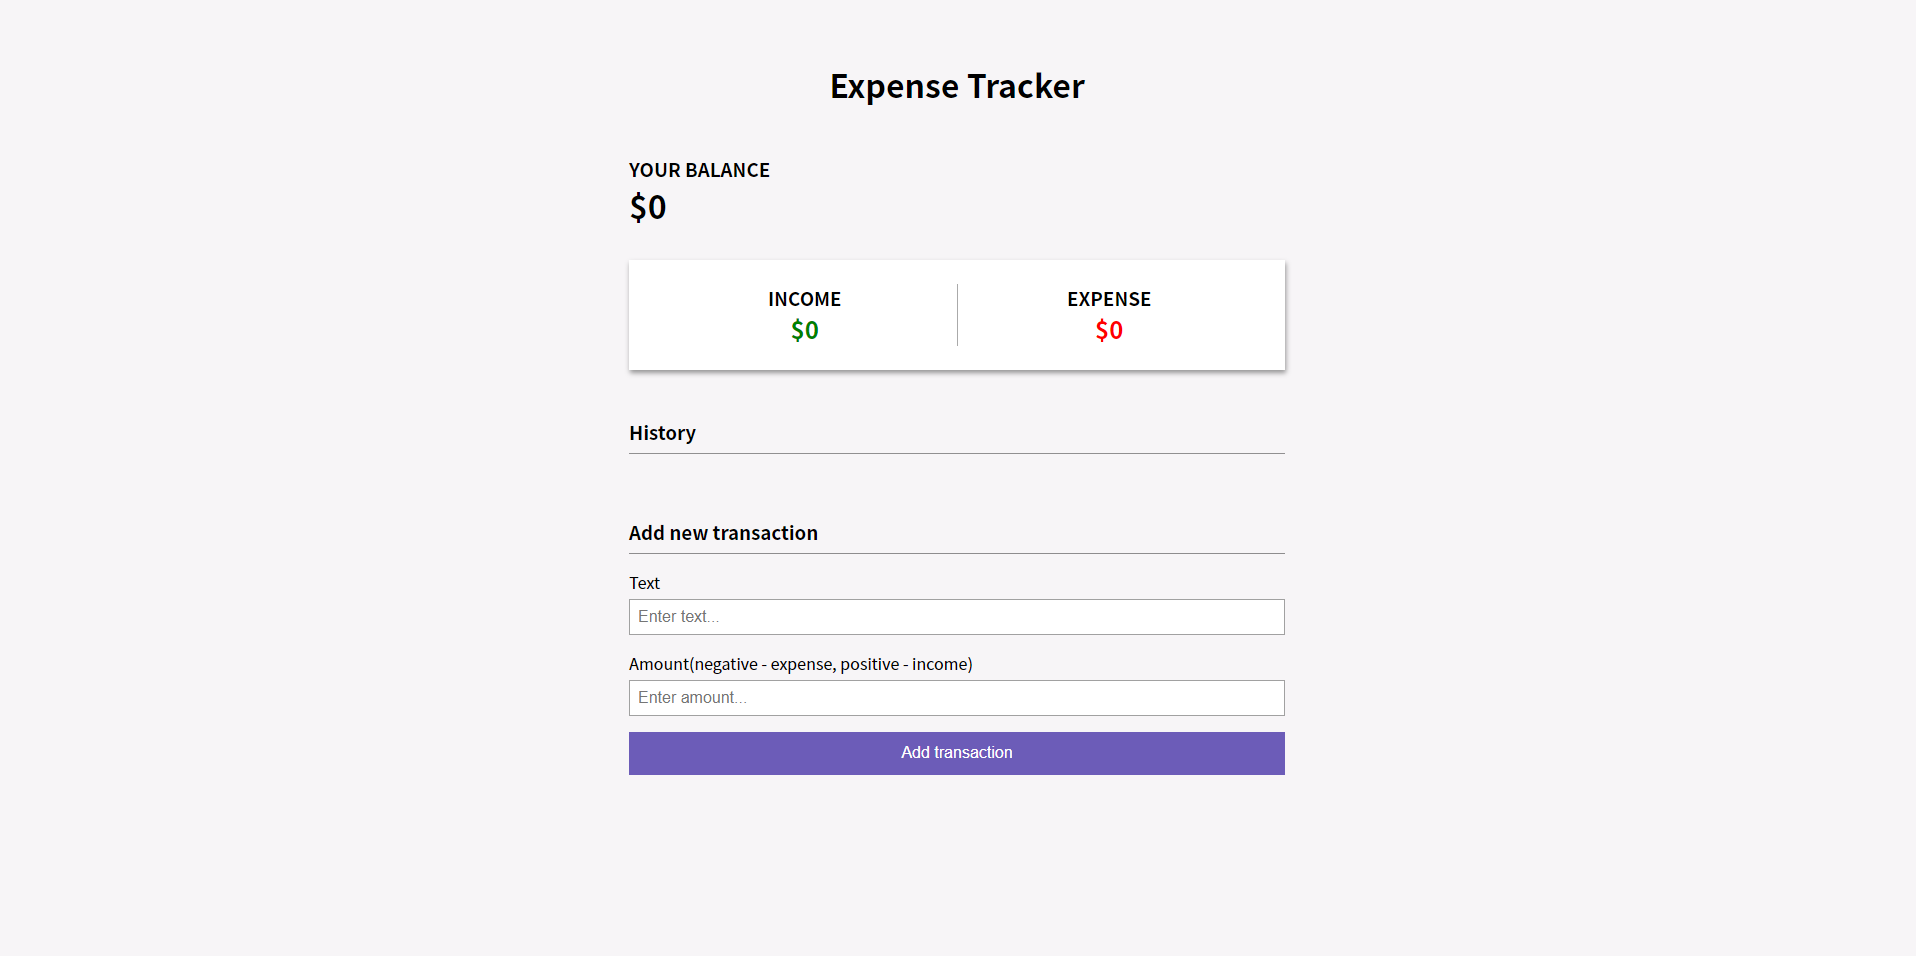 Expense Tracker
YOUR BALANCE
$0
INCOME
EXPENSE
$0
$0
History
Add new transaction
Text
Enter text...
Amount(negative - expense, positive - income)
Enter amount...
Add transaction